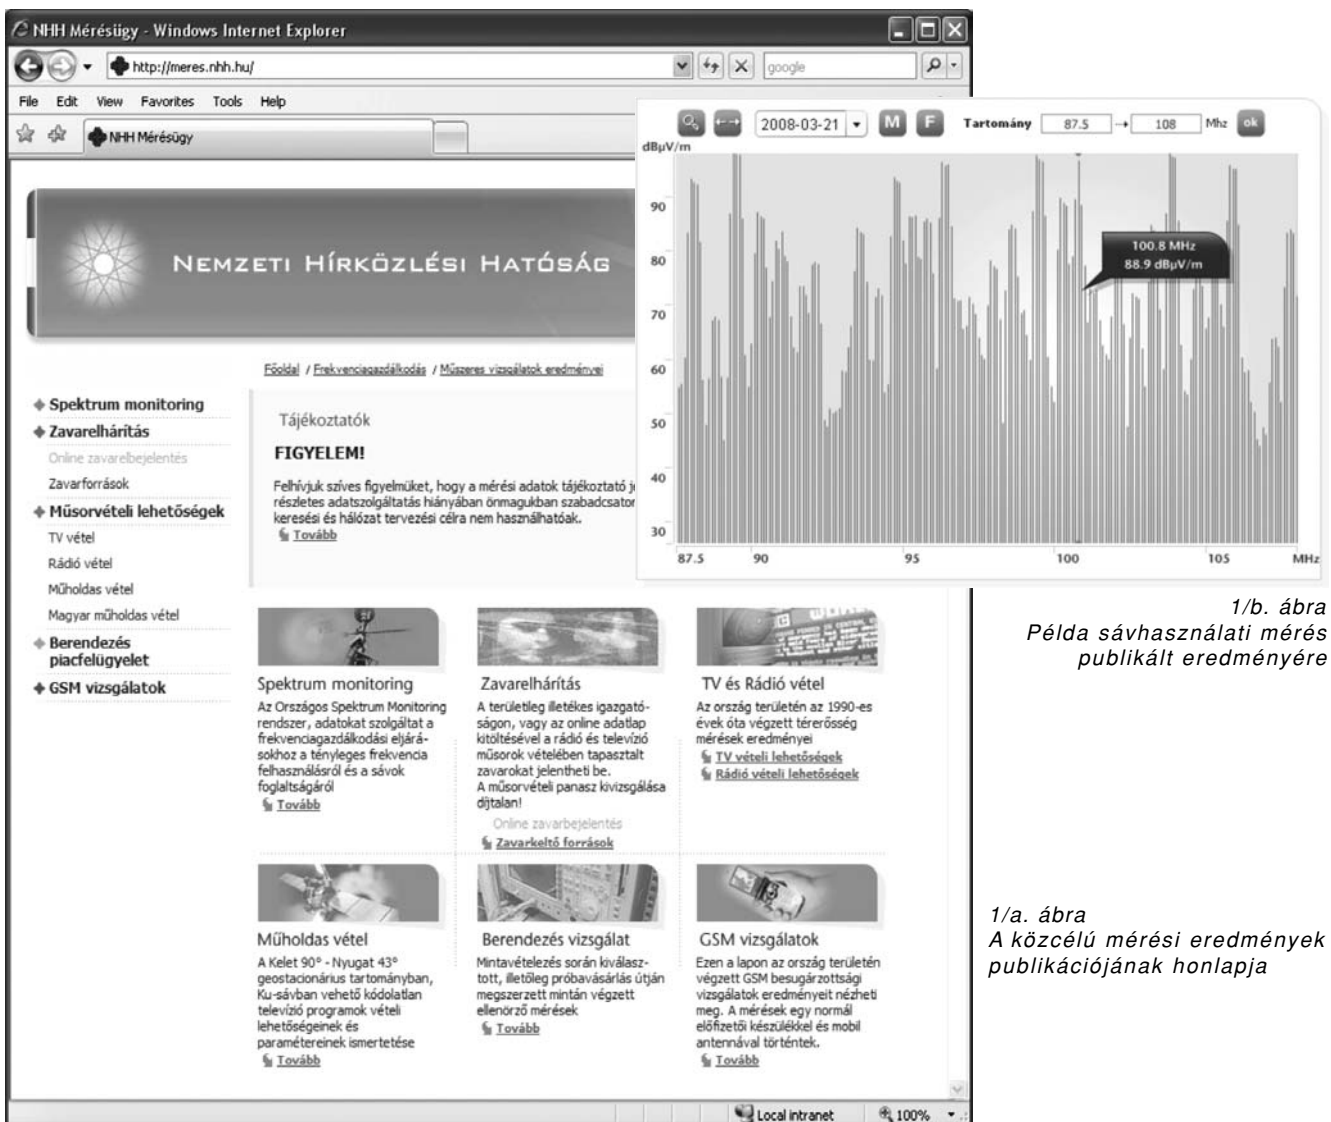 NHH Mérésügy - Windows Internet Explorer
http://meres.nhh.hu/
google
File Edit View Favorites Tools Help
NHH Mérésügy
NEMZETI HÍRKÖZLÉSI HATÓSÁG
Főoldal / Frekvenciagazdálkodás / Műszeres vizsgálatok eredményei
Spektrum monitoring
Zavarelhárítás
Online zavarelbejelentés
Zavarforrások
Műsorvételi lehetőségek
TV vétel
Rádió vétel
Műholdas vétel
Magyar műholdas vétel
Berendezés
piacfelügyelet
GSM vizsgálatok
Tájékoztatók
FIGYELEM!
Felhívjuk szíves figyelmüket, hogy a mérési adatok tájékoztató
részletes adatszolgáltatás hiányában önmagukban szabadcsator
keresési és hálózat tervezési célra nem használhatóak.
Tovább
2008-03-21 M F Tartomány 87.5 → 108 Mhz ok
dBµV/m
90
80
70
60
50
40
30
100.8 MHz
88.9 dBµV/m
87.5 90 95 100 105 MHz
1/b. ábra
Példa sávhasználati mérés
publikált eredményére
Spektrum monitoring
Az Országos Spektrum Monitoring
rendszer, adatokat szolgáltat a
frekvenciagazdálkodási eljárá-
sokhoz a tényleges frekvencia
felhasználásról és a sávok
foglaltságáról
Tovább
Zavarelhárítás
A területileg illetékes igazgató-
ságon, vagy az online adatlap
kitöltésével a rádió és televízió
műsorok vételében tapasztalt
zavarokat jelentheti be.
A műsorvételi panasz kivizsgálása
díjtalan!
Online zavarbejelentés
Zavarkeltő források
TV és Rádió vétel
Az ország területén az 1990-es
évek óta végzett térerősség
mérések eredményei
TV vételi lehetőségek
Rádió vételi lehetőségek
Műholdas vétel
A Kelet 90° - Nyugat 43°
geostacionárius tartományban,
Ku-sávban vehető kódolatlan
televízió programok vételi
lehetőségeinek és
paramétereinek ismertetése
Tovább
Berendezés vizsgálat
Mintavételezés során kiválasz-
tott, illetőleg próbavásárlás útján
megszerzett mintán végzett
ellenörző mérések
Tovább
GSM vizsgálatok
Ezen a lapon az ország területén
végzett GSM besugárzottsági
vizsgálatok eredményeit nézheti
meg. A mérések egy normál
előfizetői készülékkel és mobil
antennával történtek.
Tovább
1/a. ábra
A közcélú mérési eredmények
publikációjának honlapja
Local intranet 100%